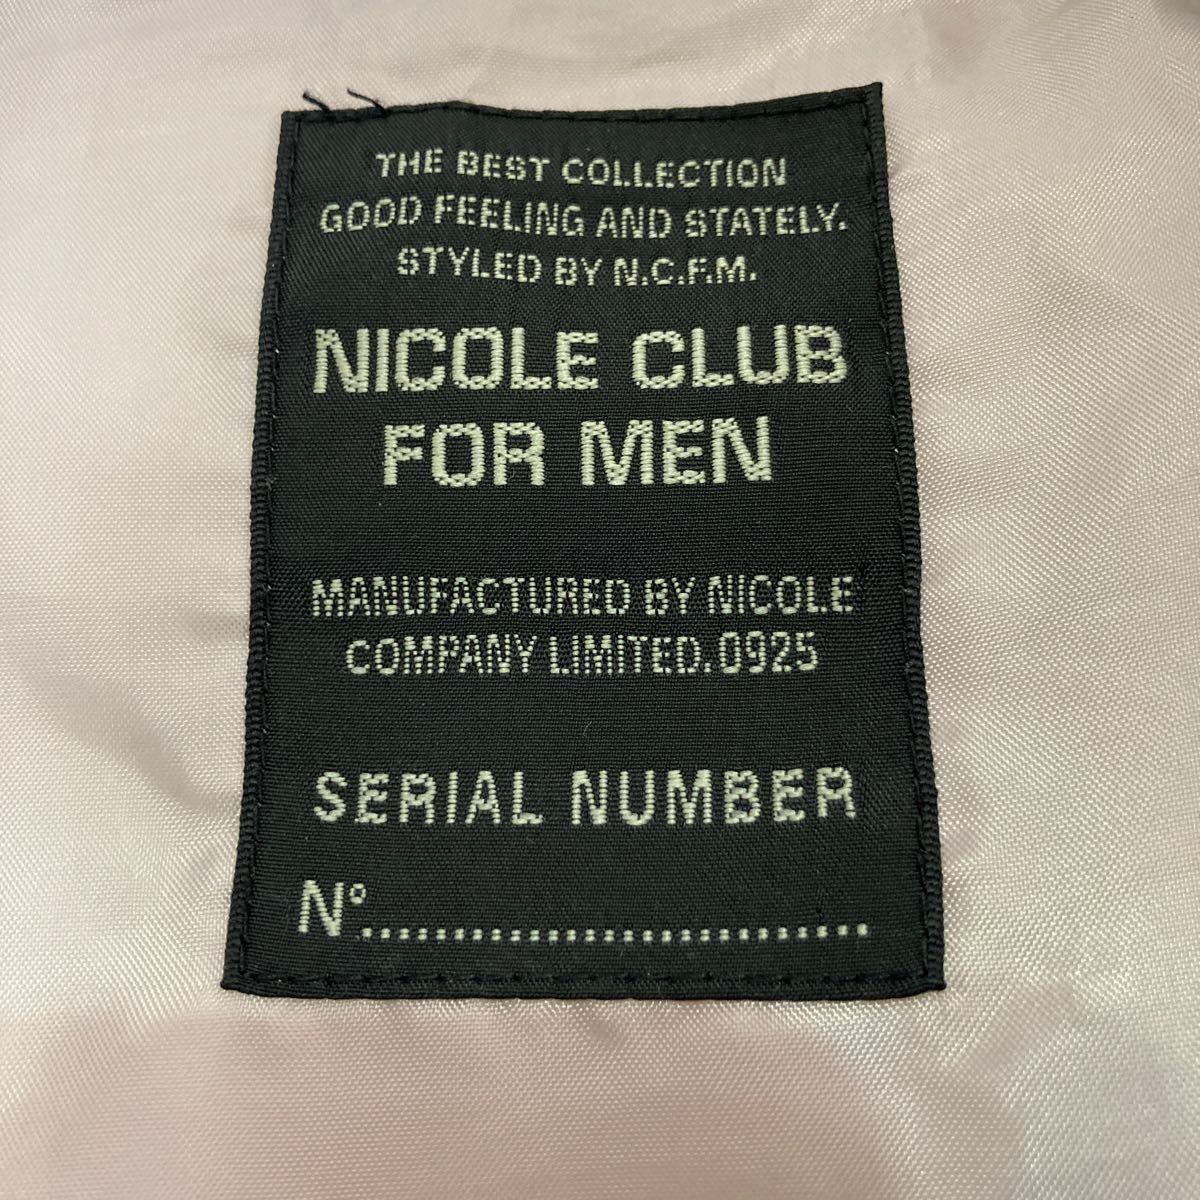 THE BEST COLLECTION
GOOD FEELING AND STATELY.
STYLED BY N.C.F.M.
NICOLE CLUB
FOR MEN
MANUFACTURED BY NICOLE
COMPANY LIMITED. 0925
SERIAL NUMBER
N°............................